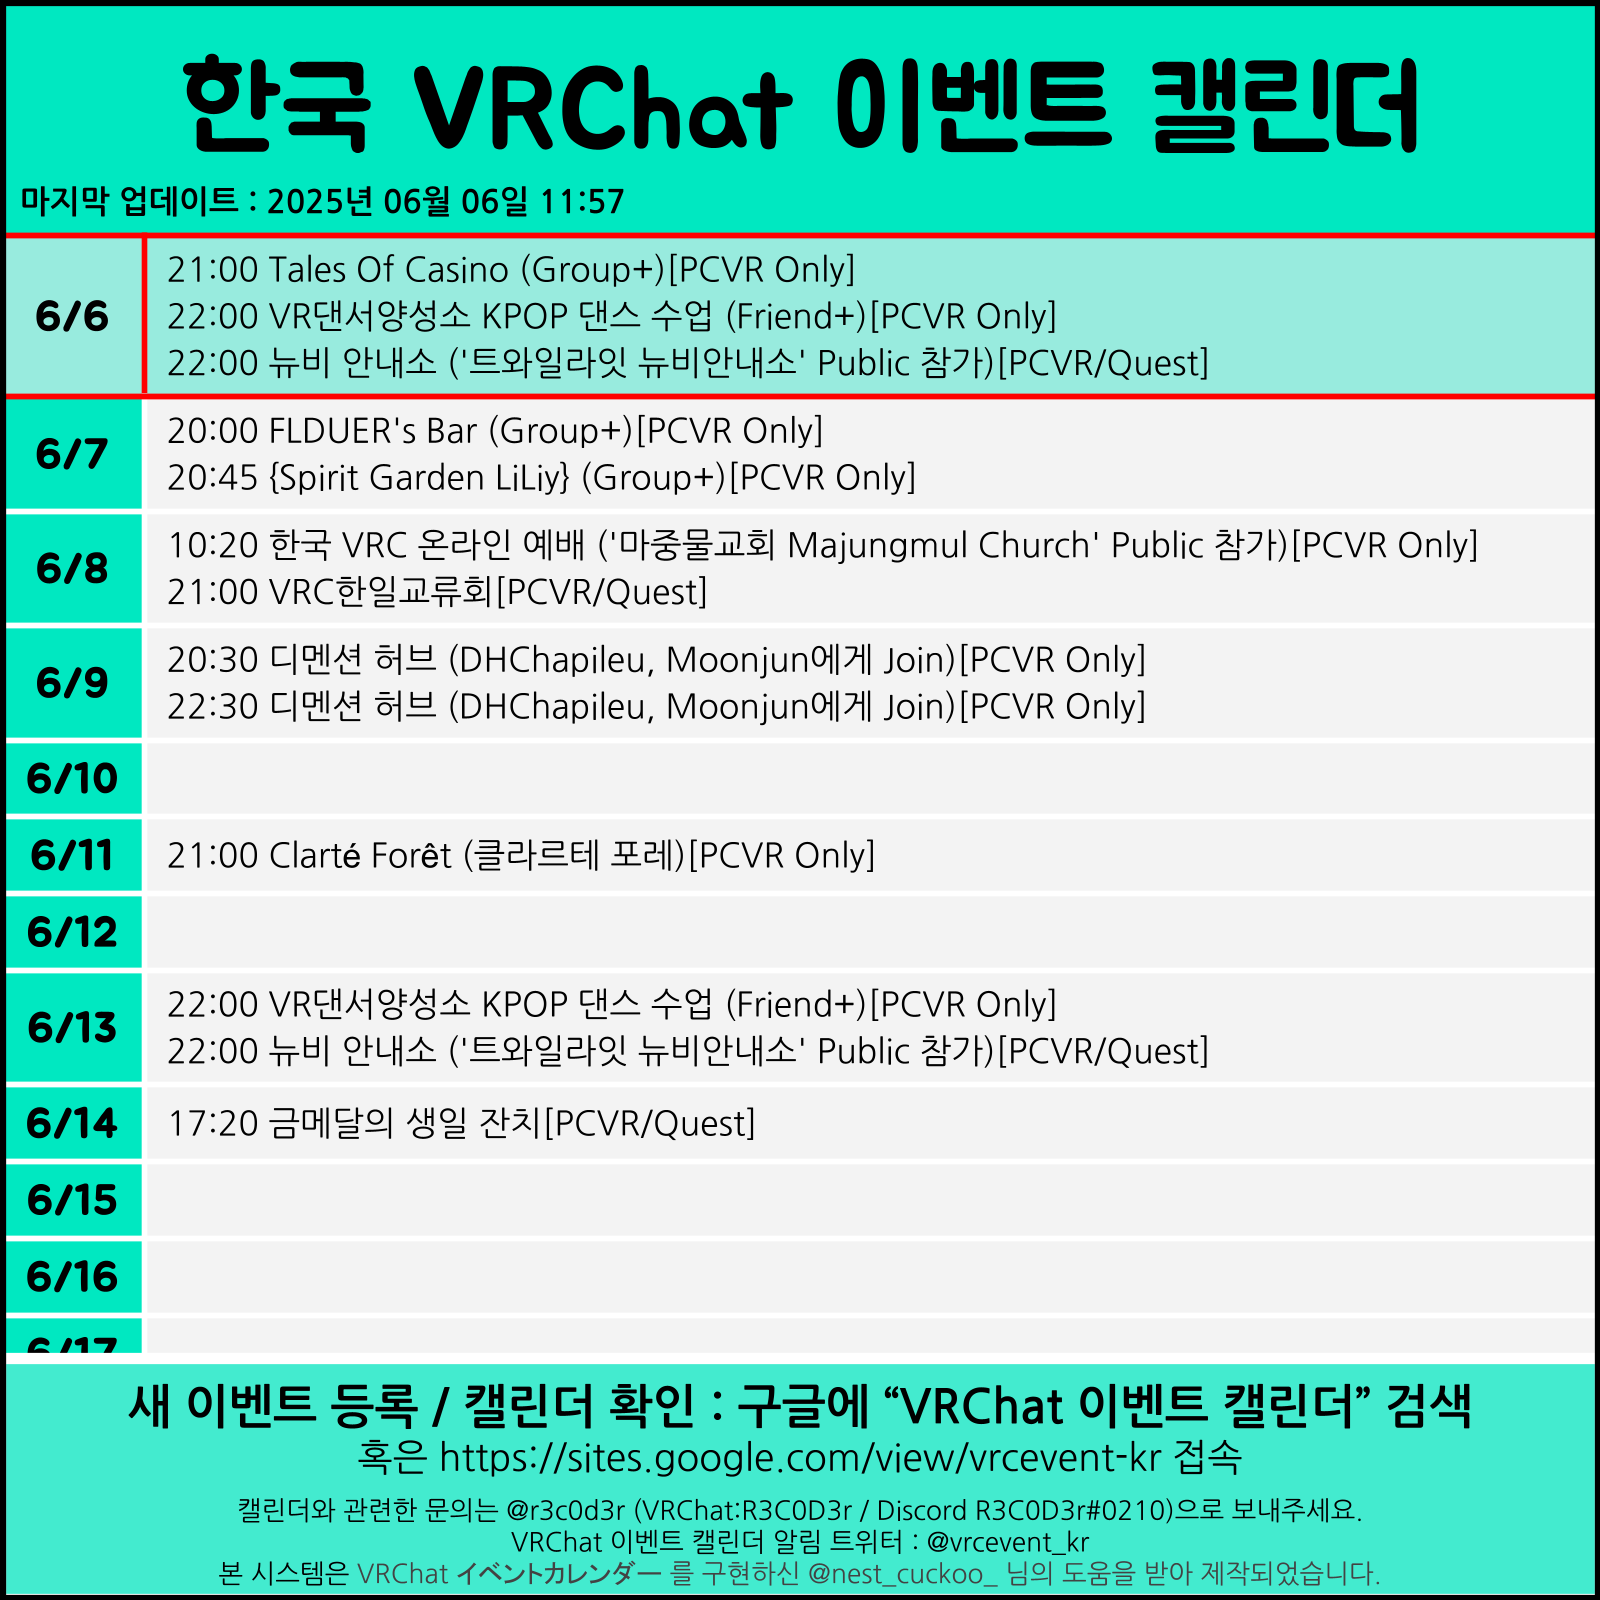 한국 VRChat 이벤트 캘린더
마지막 업데이트 : 2025년 06월 06일 11:57
6/6
21:00 Tales Of Casino (Group+)[PCVR Only]
22:00 VR댄서양성소 KPOP 댄스 수업 (Friend+)[PCVR Only]
22:00 뉴비 안내소 ('트와일라잇 뉴비안내소' Public 참가)[PCVR/Quest]
6/7
20:00 FLDUER's Bar (Group+)[PCVR Only]
20:45 {Spirit Garden LiLiy} (Group+)[PCVR Only]
6/8
10:20 한국 VRC 온라인 예배 ('마중물교회 Majungmul Church' Public 참가)[PCVR Only]
21:00 VRC한일교류회[PCVR/Quest]
6/9
20:30 디멘션 허브 (DHChapileu, Moonjun에게 Join)[PCVR Only]
22:30 디멘션 허브 (DHChapileu, Moonjun에게 Join)[PCVR Only]
6/10
6/11
21:00 Clarté Forêt (클라르테 포레)[PCVR Only]
6/12
6/13
22:00 VR댄서양성소 KPOP 댄스 수업 (Friend+)[PCVR Only]
22:00 뉴비 안내소 ('트와일라잇 뉴비안내소' Public 참가)[PCVR/Quest]
6/14
17:20 금메달의 생일 잔치[PCVR/Quest]
6/15
6/16
6/17
새 이벤트 등록 / 캘린더 확인 : 구글에 “VRChat 이벤트 캘린더” 검색
혹은 https://sites.google.com/view/vrcevent-kr 접속
캘린더와 관련한 문의는 @r3c0d3r (VRChat:R3C0D3r / Discord R3C0D3r#0210)으로 보내주세요.
VRChat 이벤트 캘린더 알림 트위터 : @vrcevent_kr
본 시스템은 VRChat イベントカレンダー 를 구현하신 @nest_cuckoo_ 님의 도움을 받아 제작되었습니다.